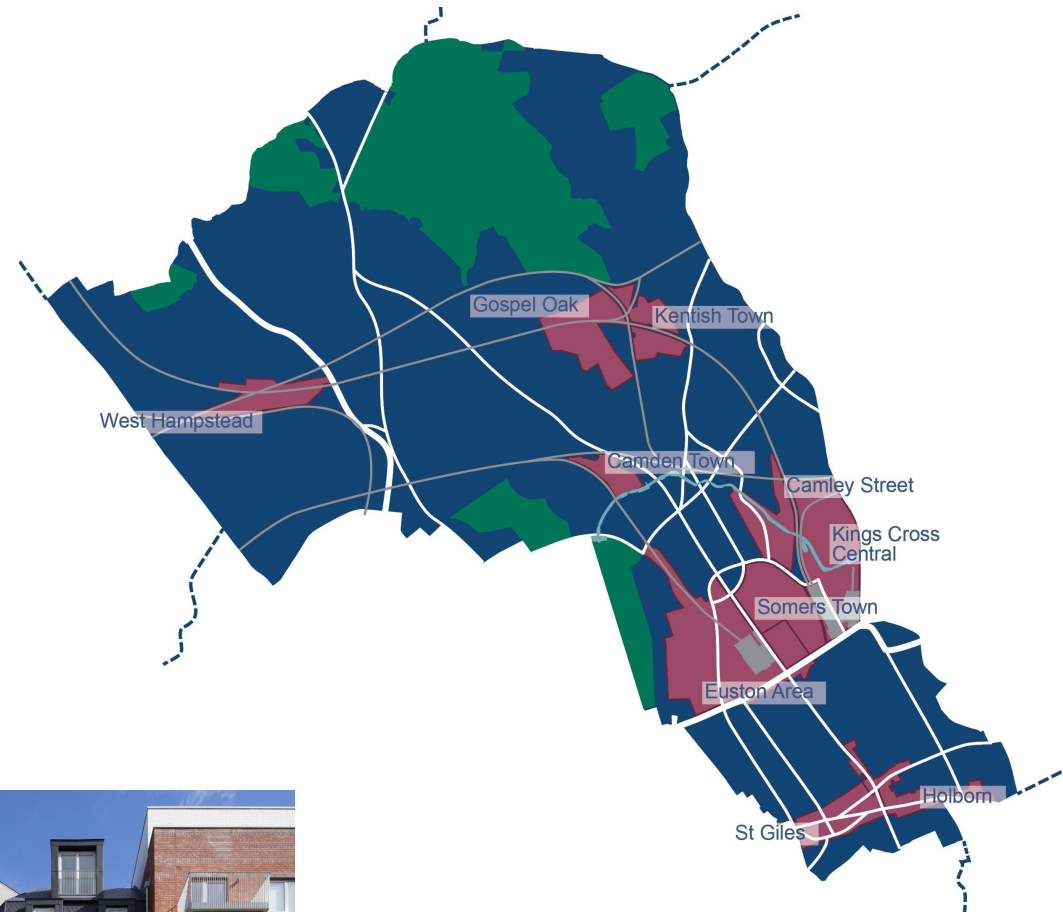 Gospel Oak
Kentish Town
West Hampstead
Camden Town
Camley Street
Kings Cross
Central
Somers Town
Euston Area
Holborn
St Giles